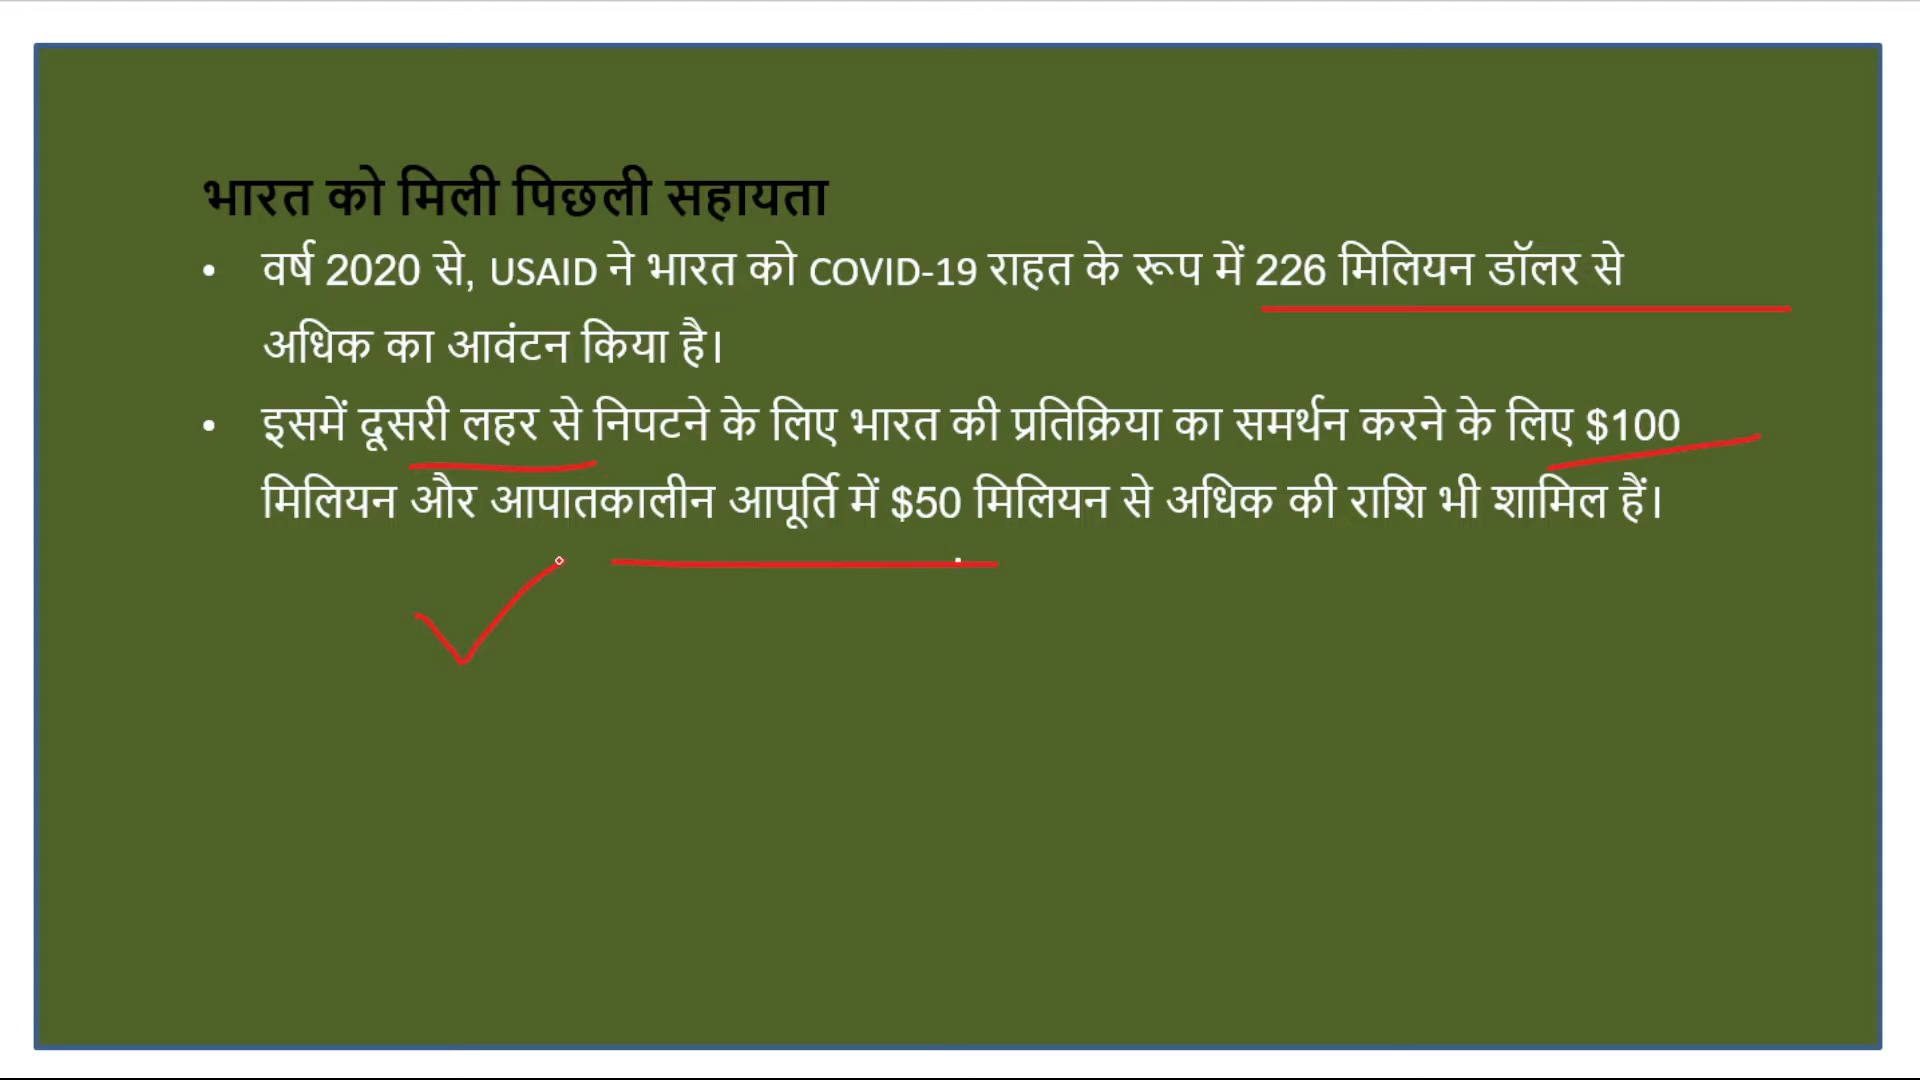 भारत को मिली पिछली सहायता
• वर्ष 2020 से, USAID ने भारत को COVID-19 राहत के रूप में 226 मिलियन डॉलर से
अधिक का आवंटन किया है।
• इसमें दूसरी लहर से निपटने के लिए भारत की प्रतिक्रिया का समर्थन करने के लिए $100
मिलियन और आपातकालीन आपूर्ति में $50 मिलियन से अधिक की राशि भी शामिल हैं।